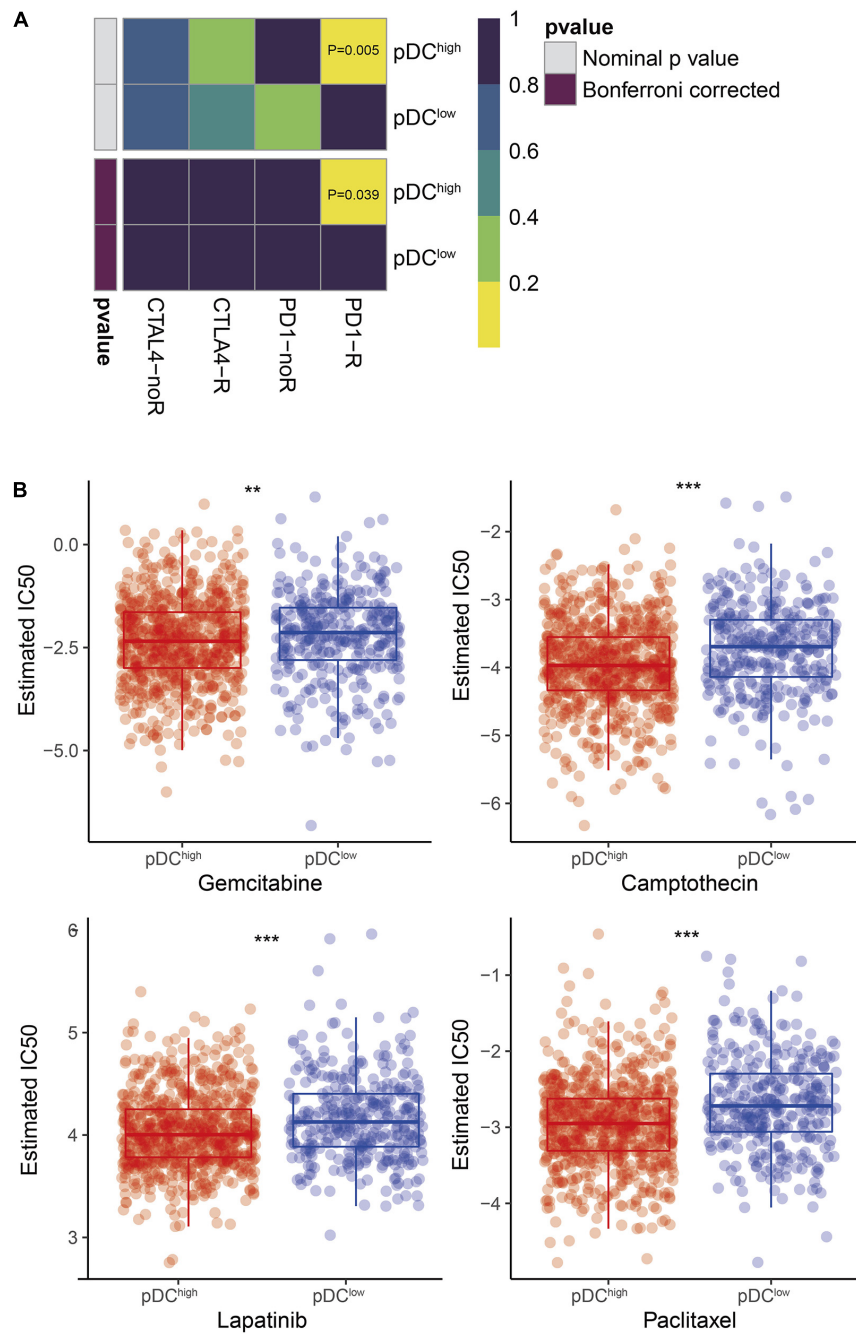 A
P=0.005
pDChigh
pDClow
P=0.039
pDChigh
pDClow
pvalue
CTAL4−noR
CTLA4−R
PD1−noR
PD1−R
1
0.8
0.6
0.4
0.2
pvalue
Nominal p value
Bonferroni corrected
B
**
Estimated IC50
0.0
−2.5
−5.0
pDChigh
pDClow
Gemcitabine
***
Estimated IC50
−2
−3
−4
−5
−6
pDChigh
pDClow
Camptothecin
***
Estimated IC50
6
5
4
3
pDChigh
pDClow
Lapatinib
***
Estimated IC50
−1
−2
−3
−4
pDChigh
pDClow
Paclitaxel